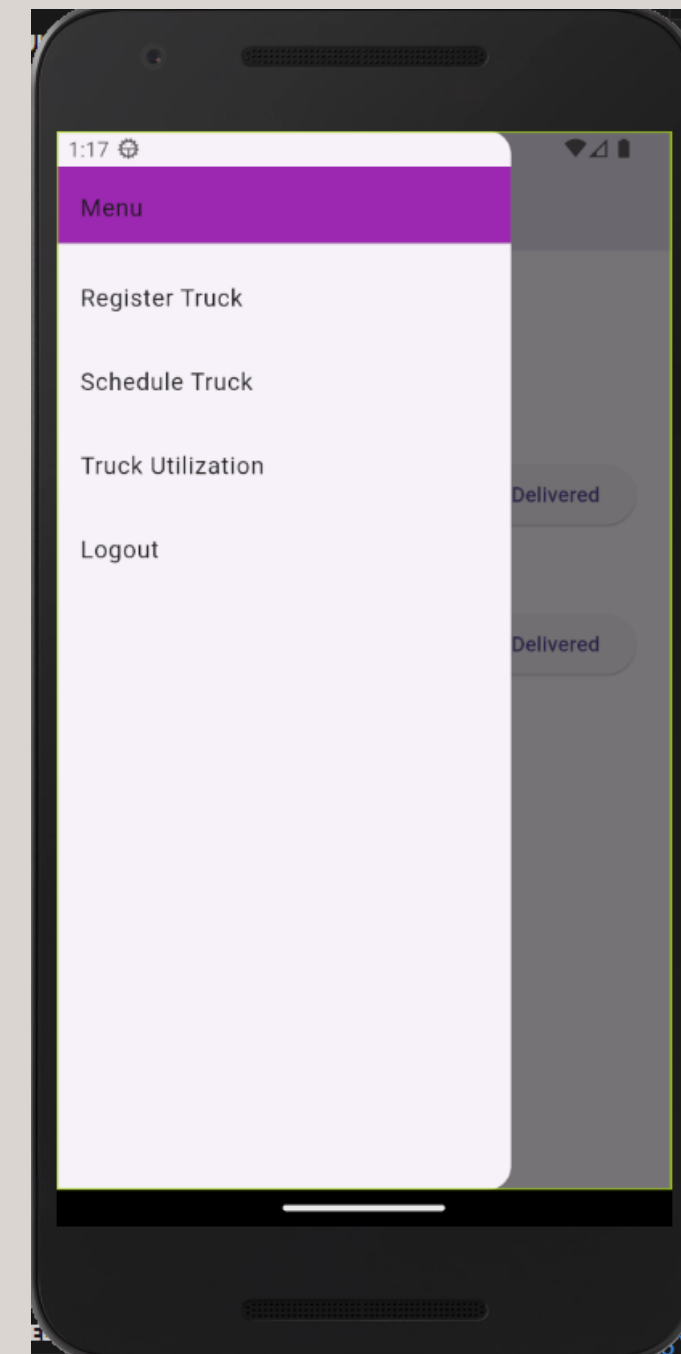 1:17
Menu
Register Truck
Schedule Truck
Truck Utilization
Delivered
Logout
Delivered